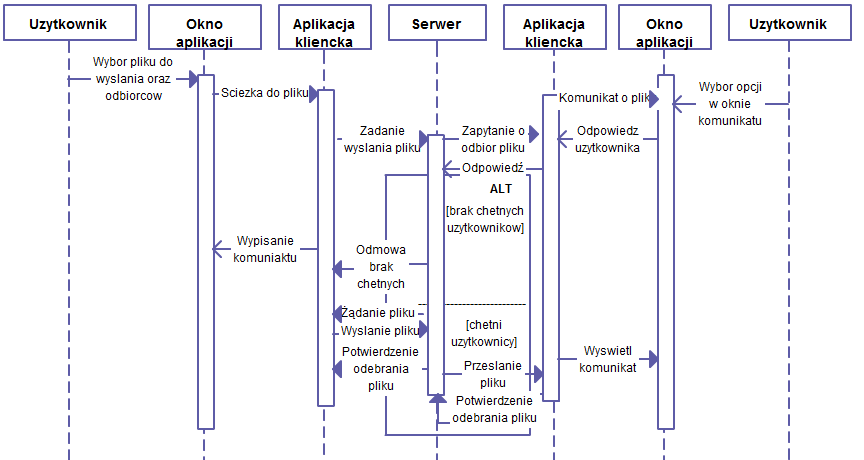 Uzytkownik
Okno
aplikacji
Aplikacja
kliencka
Serwer
Aplikacja
kliencka
Okno
aplikacji
Uzytkownik
Wybor pliku do
wyslania oraz
odbiorcow
Sciezka do pliku
Komunikat o plik
Wybor opcji
w oknie
komunikatu
Zadanie
wyslania pliku
Zapytanie o
odbior pliku
Odpowiedz
uzytkownika
Odpowiedź
ALT
[brak chetnych
uzytkownikow]
Wypisanie
komuniaktu
Odmowa
brak
chetnych
Żądanie pliku
Wyslanie pliku
[chetni
uzytkownicy]
Potwierdzenie
odebrania
pliku
Przeslanie
pliku
Wyswietl
komunikat
Potwierdzenie
odebrania pliku